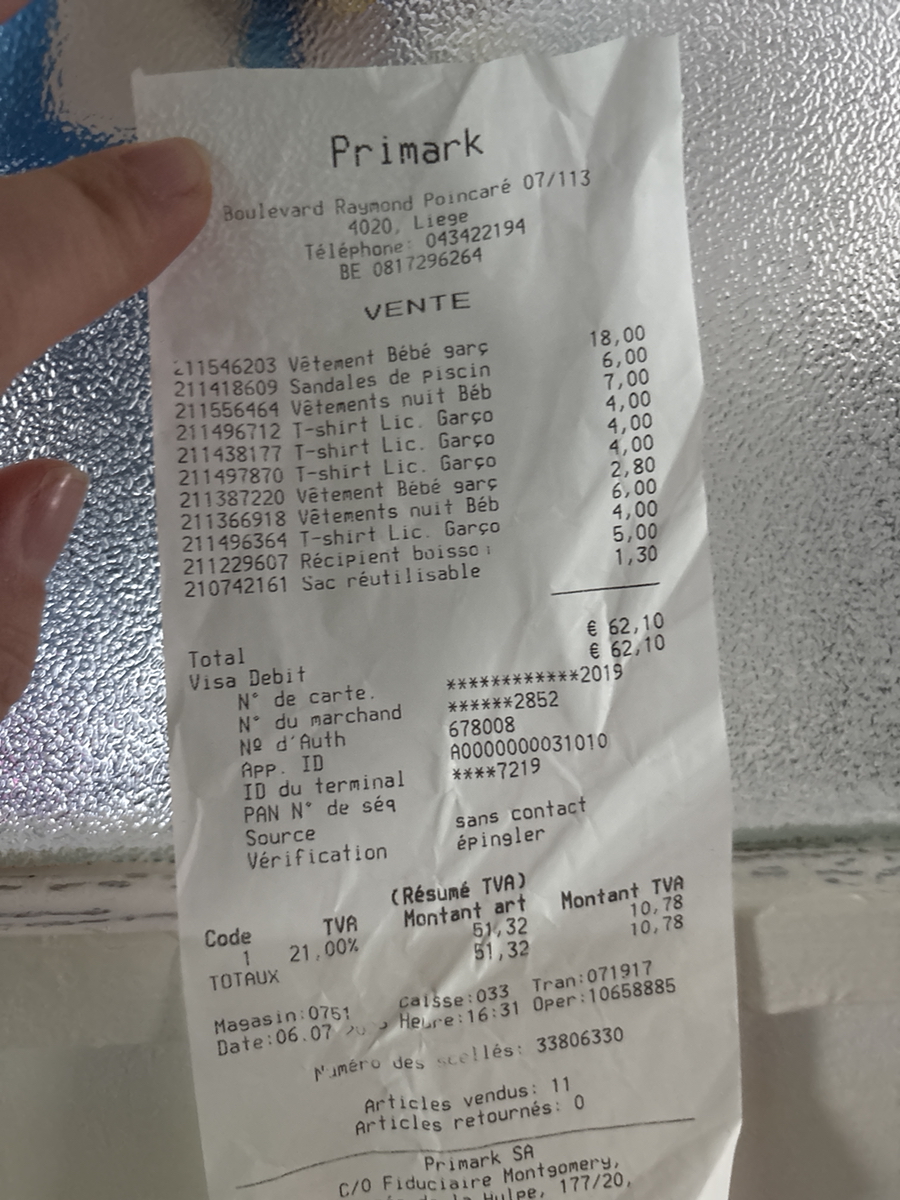 Primark
Boulevard Raymond Poincaré 07/113
4020, Liege
Téléphone: 043422194
BE 0817296264
VENTE
211546203 Vêtement Bébé garç 18,00
211418609 Sandales de piscin 6,00
211556464 Vêtements nuit Béb 7,00
211496712 T-shirt Lic. Garço 4,00
211438177 T-shirt Lic. Garço 4,00
211497870 T-shirt Lic. Garço 4,00
211387220 Vêtement Bébé garç 2,80
211366918 Vêtements nuit Béb 6,00
211496364 T-shirt Lic. Garço 4,00
211229607 Récipient boisso 5,00
210742161 Sac réutilisable 1,30
Total € 62,10
Visa Debit € 62,10
N° de carte. ************2019
N° du marchand ******2852
Nº d'Auth 678008
App. ID A0000000031010
ID du terminal ****7219
PAN N° de séq
Source sans contact
Vérification épingler
(Résumé TVA)
Code TVA Montant art Montant TVA
1 21,00% 51,32 10,78
TOTAUX 51,32 10,78
Magasin:0751 Caisse:033 Tran:071917
Date:06.07 Heure:16:31 Oper:10658885
Numéro des scellés: 33806330
Articles vendus: 11
Articles retournés: 0
Primark SA
C/O Fiduciaire Montgomery,
Hulpe, 177/20,